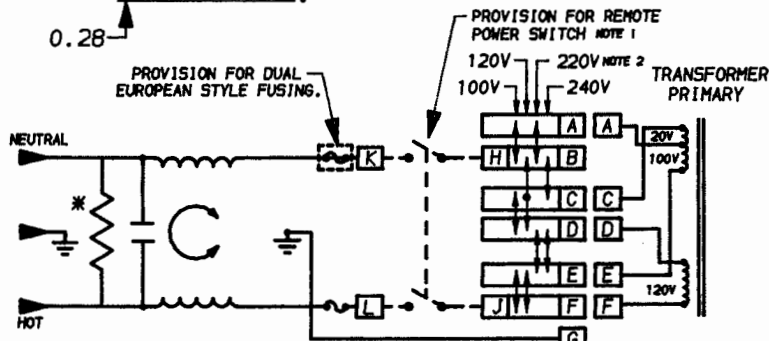 0.28
PROVISION FOR REMOTE
POWER SWITCH NOTE 1
PROVISION FOR DUAL
EUROPEAN STYLE FUSING.
120V 220V NOTE 2
100V 240V
TRANSFORMER
PRIMARY
NEUTRAL
HOT
*
K
L
H B
A A
C C
D D
E E
J F F
G
20V
100V
120V